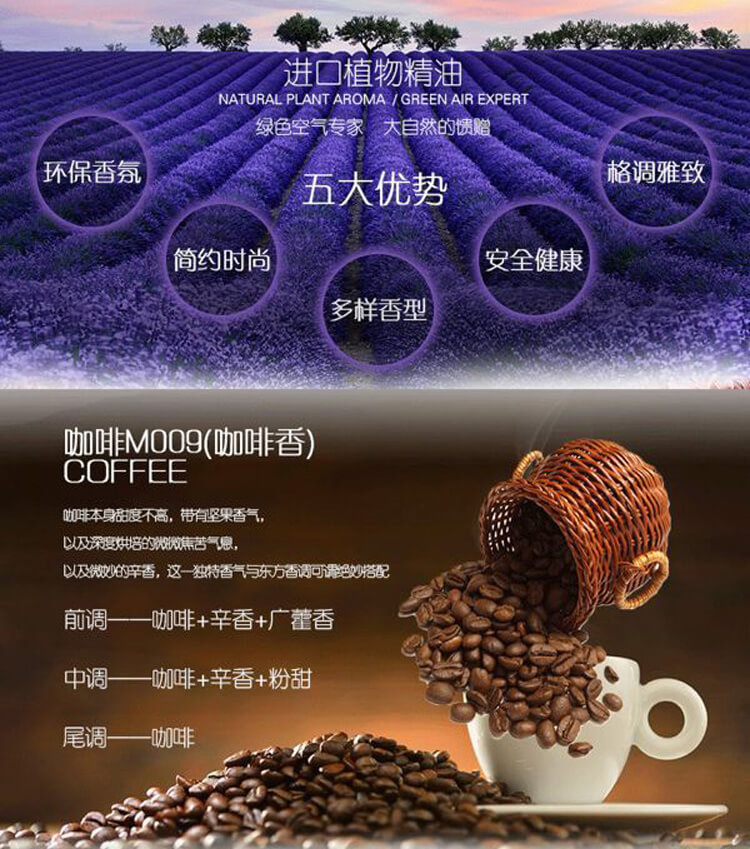 进口植物精油
NATURAL PLANT AROMA / GREEN AIR EXPERT
绿色空气专家 大自然的馈赠
五大优势
环保香氛
简约时尚
多样香型
安全健康
格调雅致
咖啡M009(咖啡香)
COFFEE
咖啡本身甜度不高，带有坚果香气，
以及深度烘培的微微焦苦气息，
以及微妙的辛香，这一独特香气与东方香调可谓绝妙搭配
前调——咖啡+辛香+广藿香
中调——咖啡+辛香+粉甜
尾调——咖啡